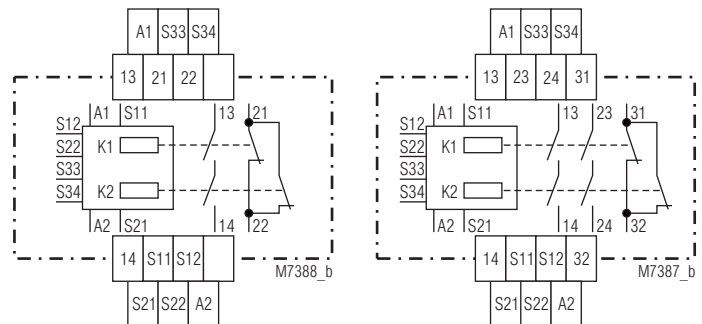 A1 S33 S34
13 21 22
A1 S11 13 21
S12
S22 K1
S33
S34 K2
A2 S21 14 22
14 S11 S12
M7388_b
S21 S22 A2
A1 S33 S34
13 23 24 31
A1 S11 13 23 31
S12
S22 K1
S33
S34 K2
A2 S21 14 24 32
14 S11 S12 32
M7387_b
S21 S22 A2